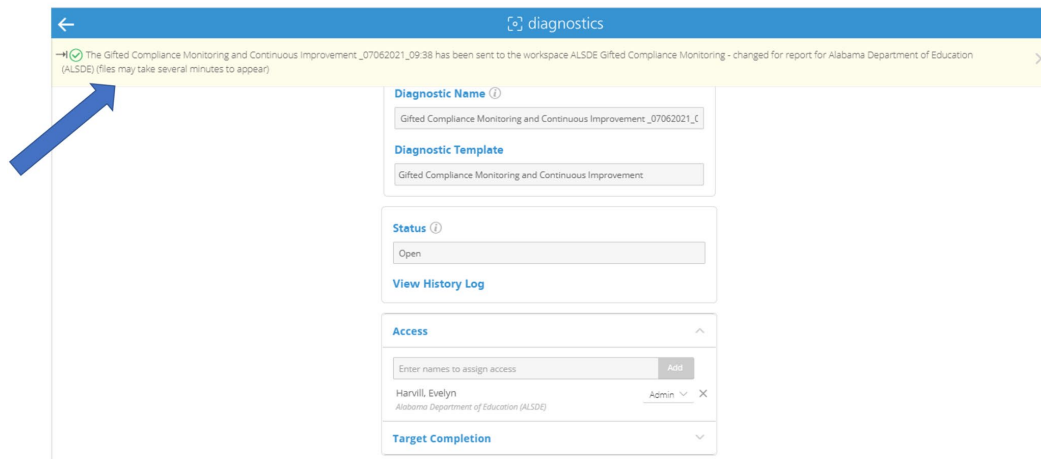 diagnostics
The Gifted Compliance Monitoring and Continuous Improvement _07062021_09:38 has been sent to the workspace ALSDE Gifted Compliance Monitoring - changed for report for Alabama Department of Education
(ALSDE) (files may take several minutes to appear)
Diagnostic Name
Gifted Compliance Monitoring and Continuous Improvement _07062021_0
Diagnostic Template
Gifted Compliance Monitoring and Continuous Improvement
Status
Open
View History Log
Access
Enter names to assign access Add
Harvill, Evelyn Admin
Alabama Department of Education (ALSDE)
Target Completion